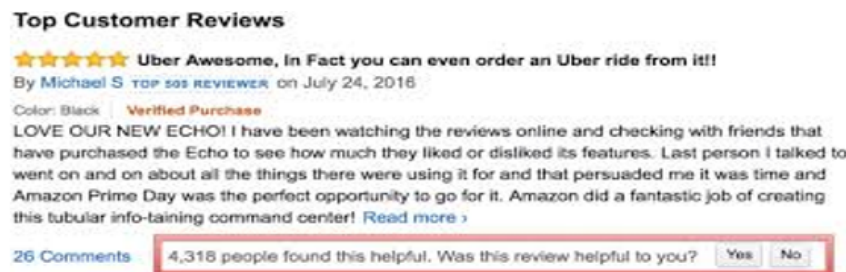 Top Customer Reviews
Uber Awesome, In Fact you can even order an Uber ride from it!!
By Michael S TOP 500 REVIEWER on July 24, 2016
Color: Black Verified Purchase
LOVE OUR NEW ECHO! I have been watching the reviews online and checking with friends that
have purchased the Echo to see how much they liked or disliked its features. Last person I talked to
went on and on about all the things there were using it for and that persuaded me it was time and
Amazon Prime Day was the perfect opportunity to go for it. Amazon did a fantastic job of creating
this tubular info-taining command center! Read more ›
26 Comments 4,318 people found this helpful. Was this review helpful to you? Yes No